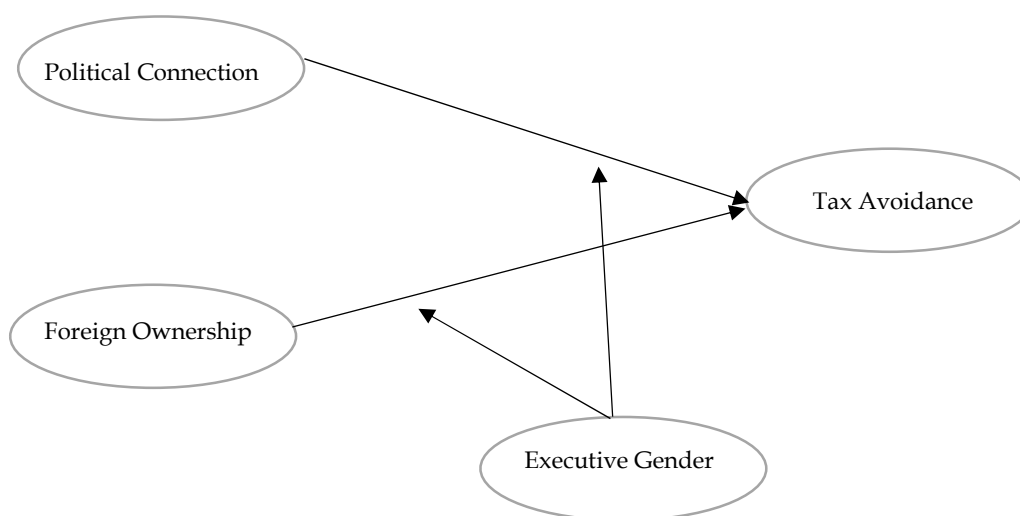 Political Connection
Tax Avoidance
Foreign Ownership
Executive Gender